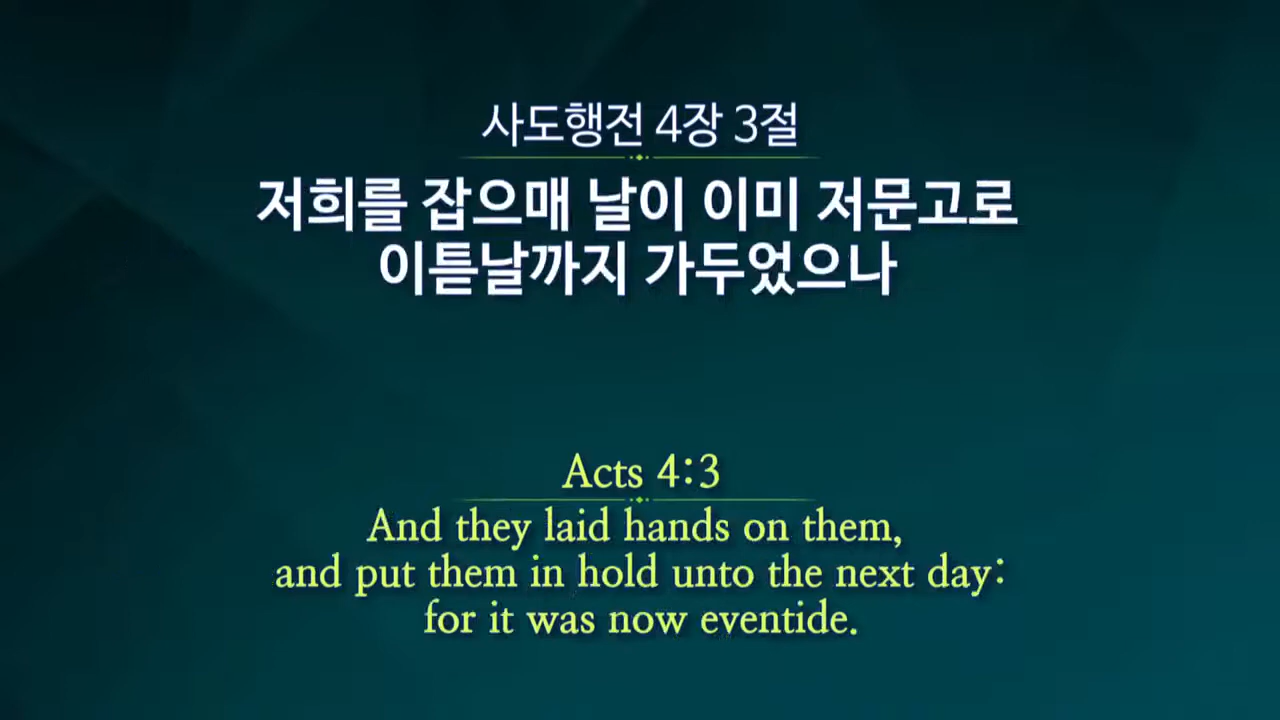 사도행전 4장 3절
저희를 잡으매 날이 이미 저문고로
이튿날까지 가두었으나
Acts 4:3
And they laid hands on them,
and put them in hold unto the next day:
for it was now eventide.